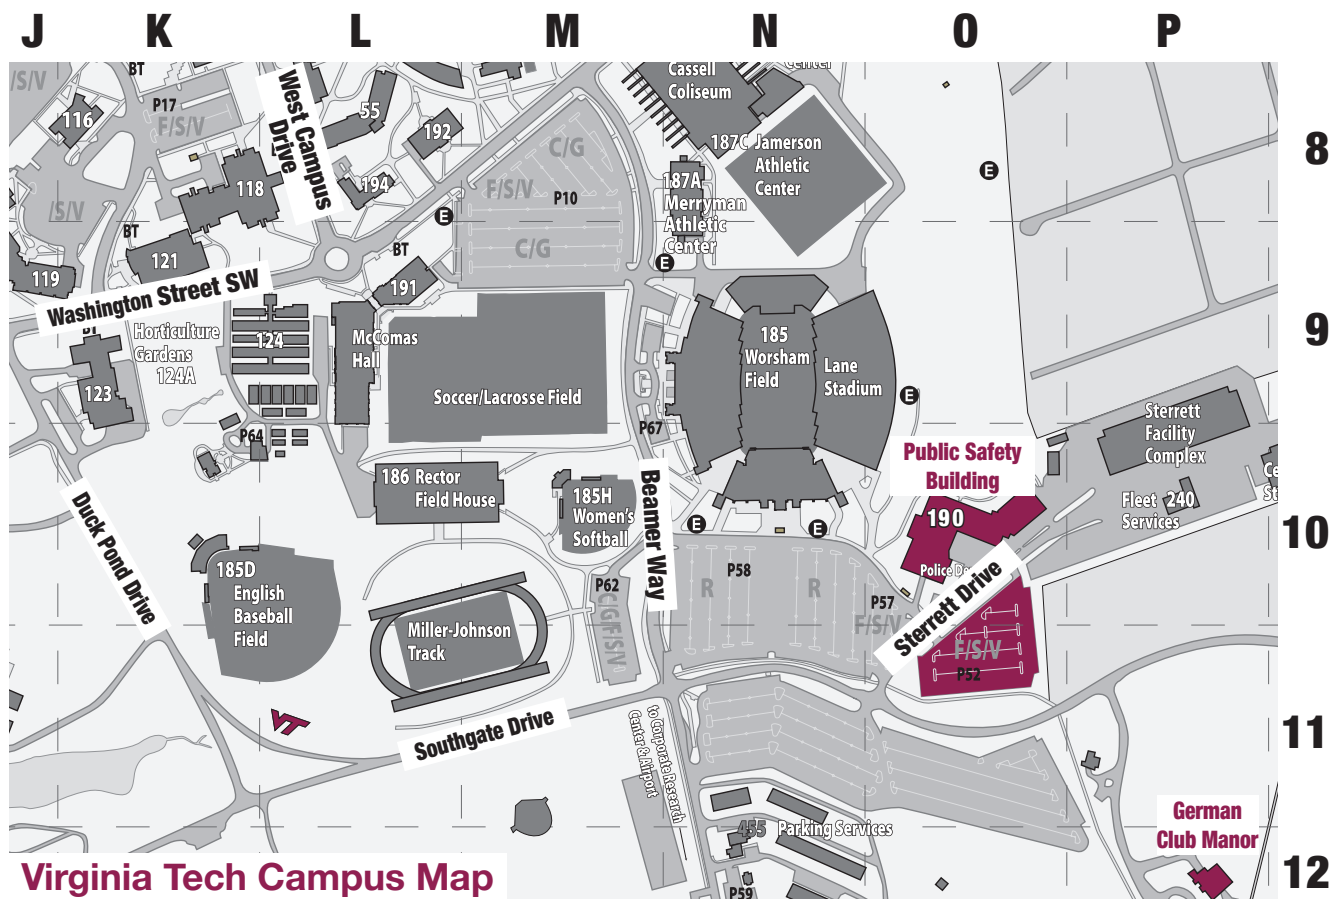 J K L M N O P
8
9
10
11
12
/S/V
BT
P17
F/S/V
116
West Campus
Drive
55
192
118
194
C/G
F/S/V
P10
C/G
Cassell
Coliseum
187C Jamerson
Athletic
Center
187A
Merryman
Athletic
Center
E
E
E
/S/V
BT
121
119
BT
191
Washington Street SW
BT
Horticulture
Gardens
124A
124
McComas
Hall
123
Soccer/Lacrosse Field
185
Worsham
Field
Lane
Stadium
E
P64
P67
Sterrett
Facility
Complex
Public Safety
Building
190
Fleet
Services
240
186 Rector
Field House
185H
Women's
Softball
Beamer Way
E
E
Duck Pond Drive
185D
English
Baseball
Field
P62
C/G/F/S/V
R
P58
R
P57
F/S/V
Sterrett Drive
F/S/V
P52
Miller-Johnson
Track
VT
Southgate Drive
to Corporate Research
Center & Airport
455
Parking Services
German
Club Manor
P59
Virginia Tech Campus Map